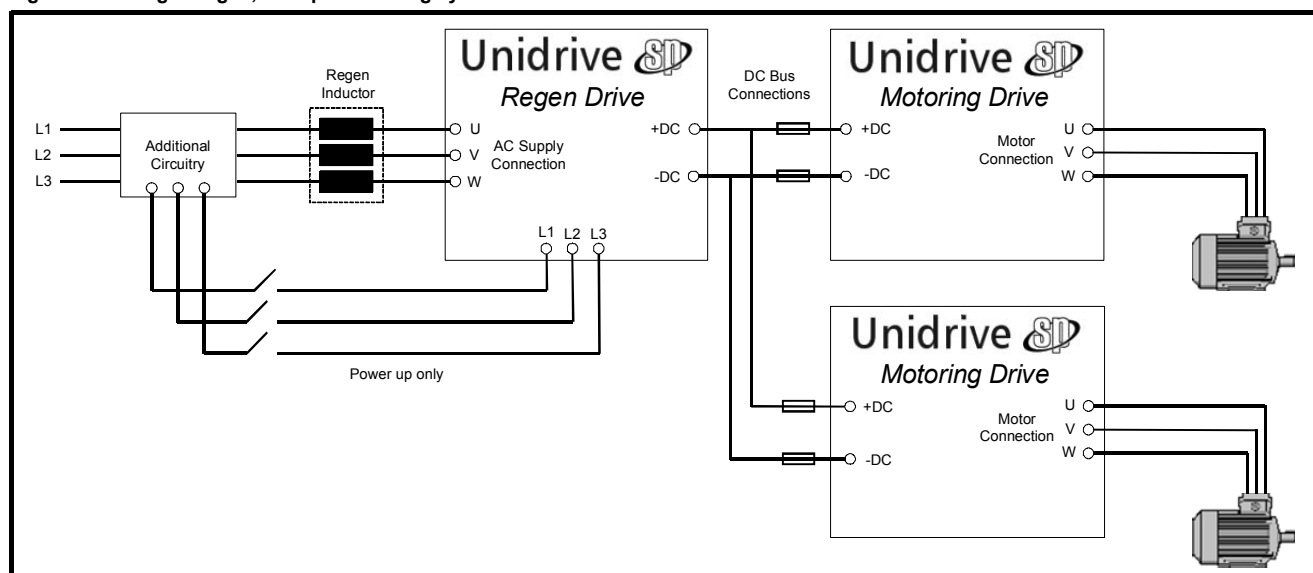 Unidrive SP
Regen Drive
Regen
Inductor
L1
L2
L3
Additional
Circuitry
U
V
W
AC Supply
Connection
+DC
-DC
L1 L2 L3
Power up only
DC Bus
Connections
Unidrive SP
Motoring Drive
+DC
-DC
Motor
Connection
U
V
W
Unidrive SP
Motoring Drive
+DC
-DC
Motor
Connection
U
V
W